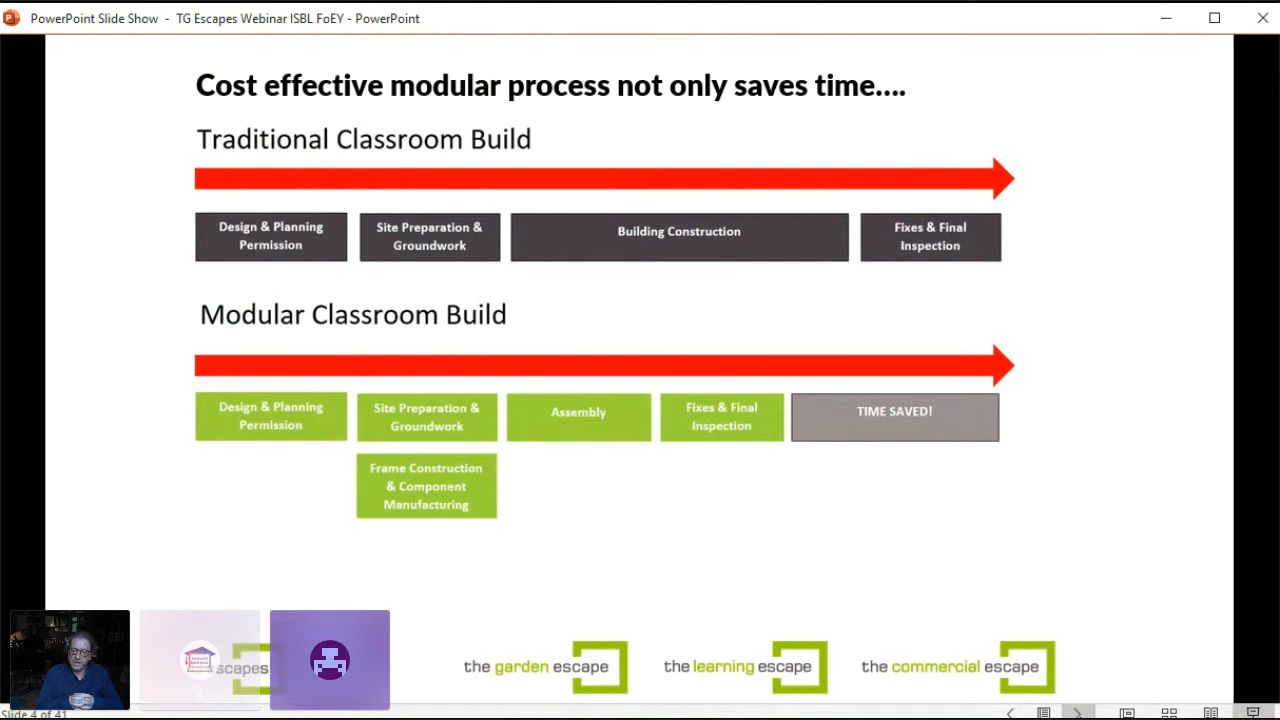 PowerPoint Slide Show - TG Escapes Webinar ISBL FoEY - PowerPoint
Cost effective modular process not only saves time....
Traditional Classroom Build
Design & Planning
Permission
Site Preparation &
Groundwork
Building Construction
Fixes & Final
Inspection
Modular Classroom Build
Design & Planning
Permission
Site Preparation &
Groundwork
Assembly
Fixes & Final
Inspection
TIME SAVED!
Frame Construction
& Component
Manufacturing
escapes
the garden escape
the learning escape
the commercial escape
Slide 4 of 41